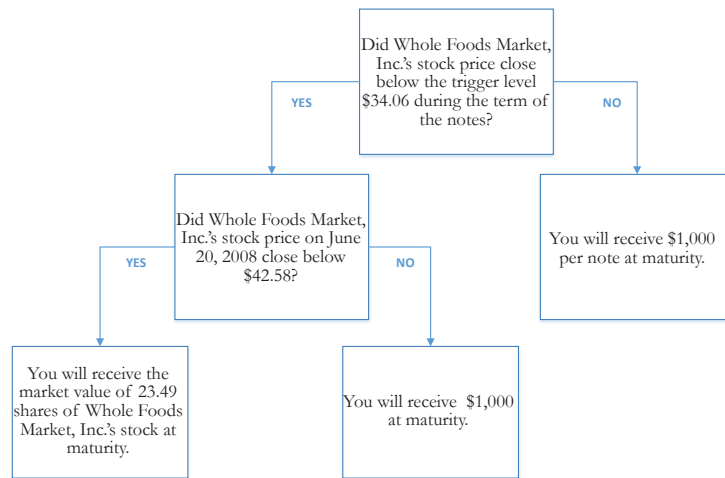 Did Whole Foods Market,
Inc.'s stock price close
below the trigger level
$34.06 during the term of
the notes?
YES
NO
Did Whole Foods Market,
Inc.'s stock price on June
20, 2008 close below
$42.58?
You will receive $1,000
per note at maturity.
YES
NO
You will receive the
market value of 23.49
shares of Whole Foods
Market, Inc.'s stock at
maturity.
You will receive $1,000
at maturity.